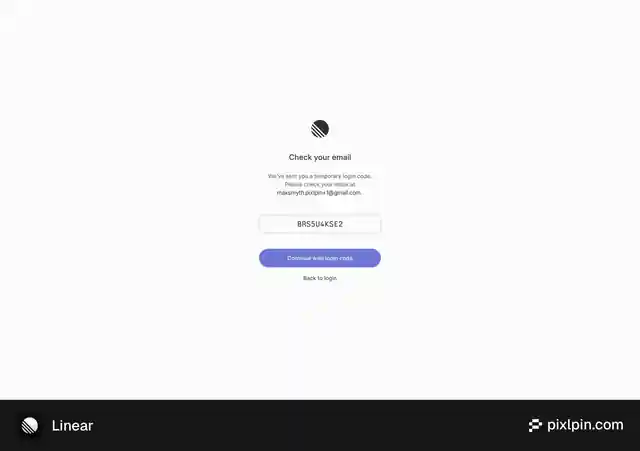 Check your email
We've sent you a temporary login code.
Please check your inbox at
maxsmyth.pixlpin+1@gmail.com.
BRS5U4KSE2
Continue with login code
Back to login
Linear
pixlpin.com